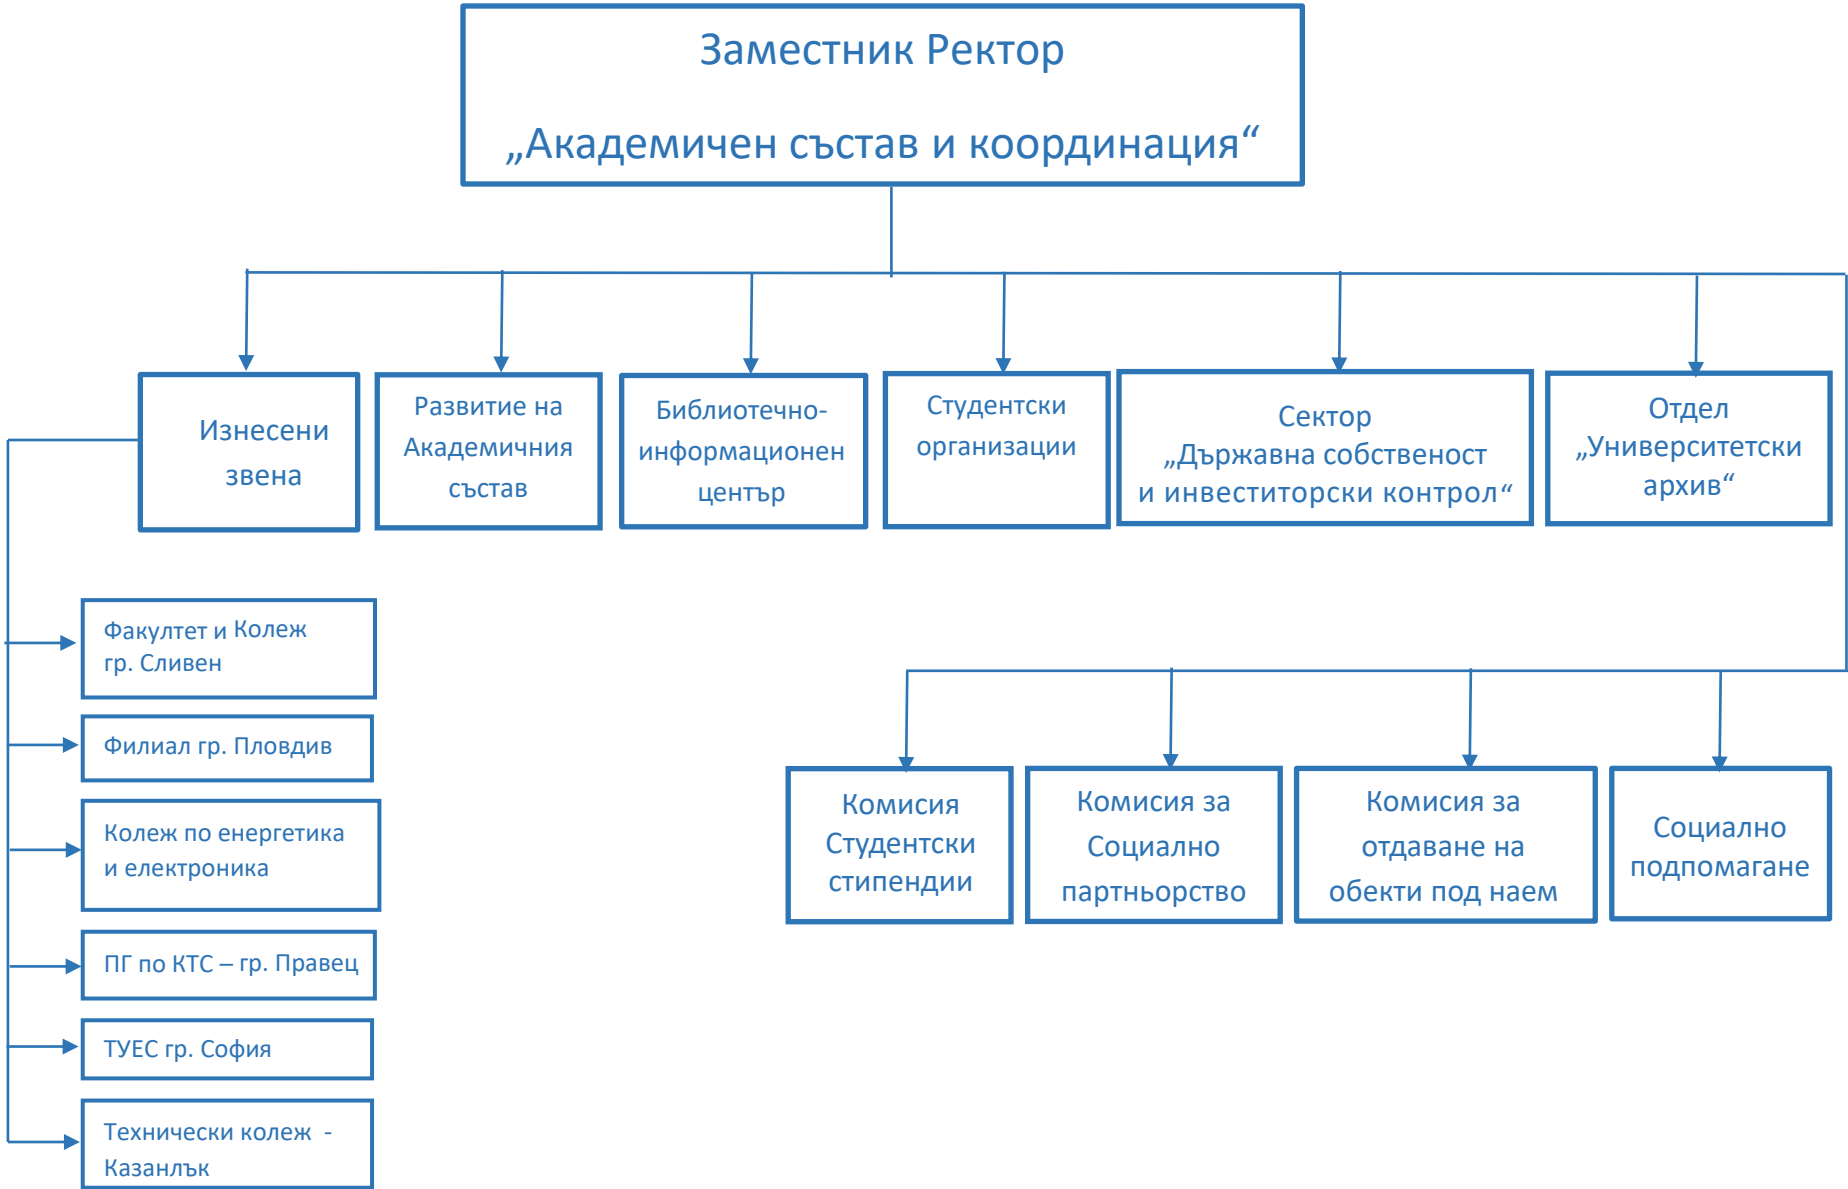 Заместник Ректор
„Академичен състав и координация“
Изнесени
звена
Развитие на
Академичния
състав
Библиотечно-
информационен
център
Студентски
организации
Сектор
„Държавна собственост
и инвеститорски контрол“
Отдел
„Университетски
архив“
Факултет и Колеж
гр. Сливен
Филиал гр. Пловдив
Колеж по енергетика
и електроника
ПГ по КТС – гр. Правец
ТУЕС гр. София
Технически колеж -
Казанлък
Комисия
Студентски
стипендии
Комисия за
Социално
партньорство
Комисия за
отдаване на
обекти под наем
Социално
подпомагане